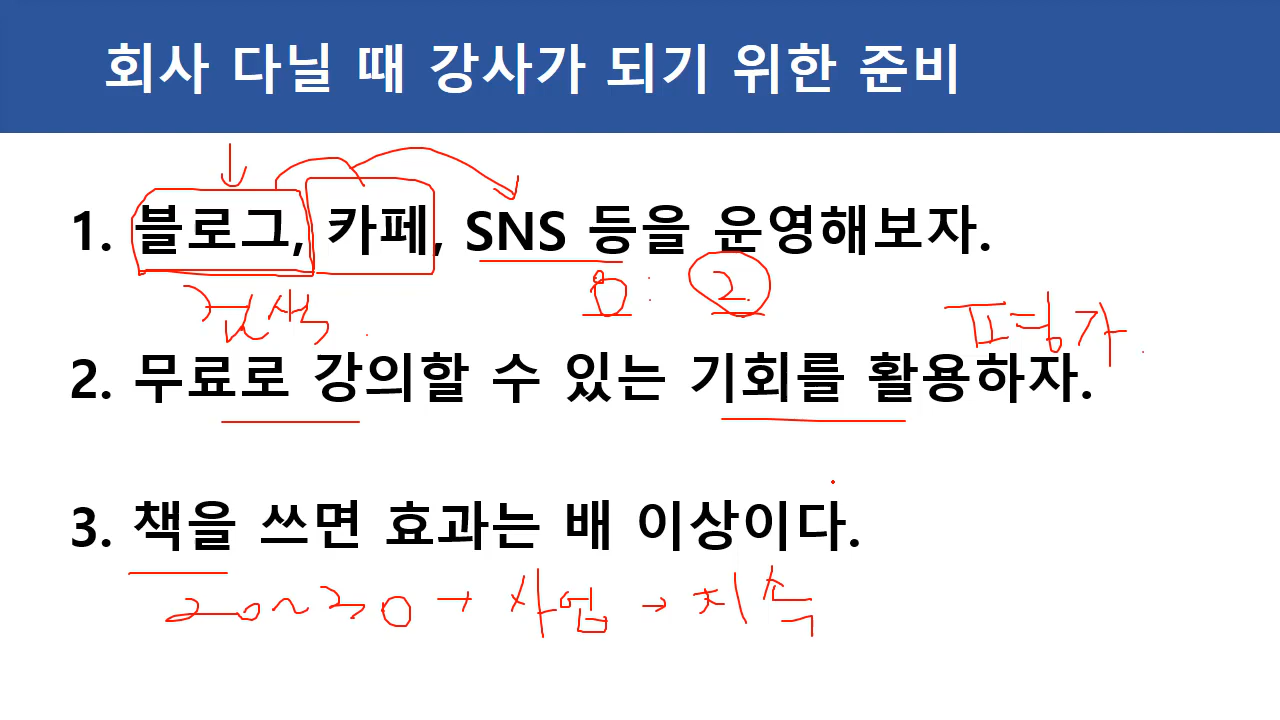 회사 다닐 때 강사가 되기 위한 준비
1. 블로그, 카페, SNS 등을 운영해보자.
검색
2
2. 무료로 강의할 수 있는 기회를 활용하자.
3. 책을 쓰면 효과는 배 이상이다.
20~30 → 사업 → 지속